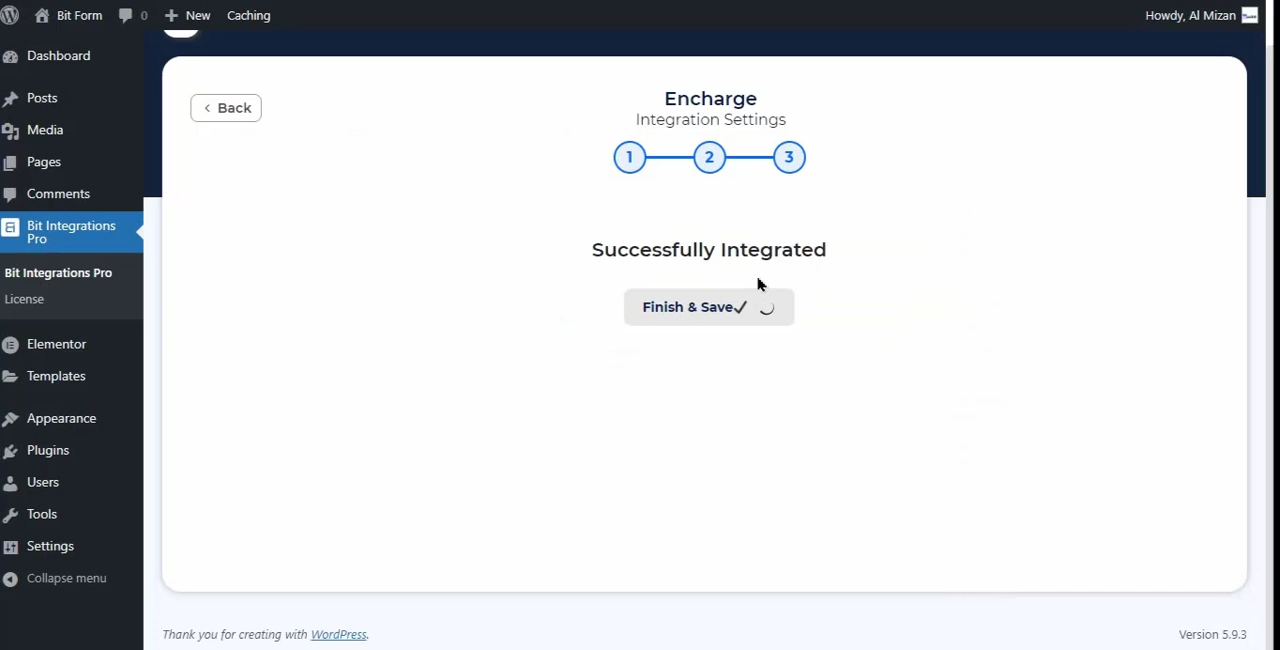 Bit Form
0
New
Caching
Howdy, Al Mizan
Dashboard
Posts
Media
Pages
Comments
Bit Integrations
Pro
Bit Integrations Pro
License
Elementor
Templates
Appearance
Plugins
Users
Tools
Settings
Collapse menu
Back
Encharge
Integration Settings
1
2
3
Successfully Integrated
Finish & Save✓
Thank you for creating with WordPress.
Version 5.9.3